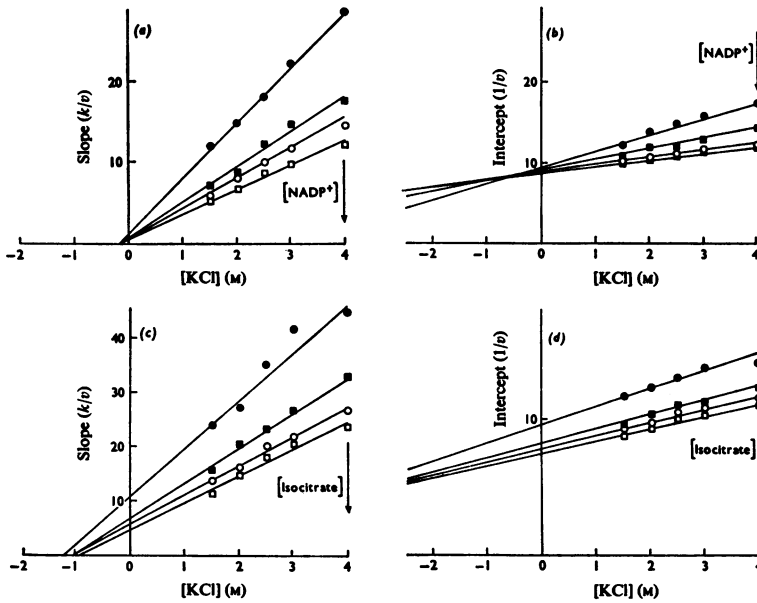 (a)
Slope (k/v)
20
10
[NADP⁺]
−2
−1
0
1
2
3
4
[KCl] (M)
(b)
[NADP⁺]
Intercept (1/v)
20
10
−2
−1
0
1
2
3
4
[KCl] (M)
(c)
Slope (k/v)
40
30
20
10
[Isocitrate]
−2
−1
0
1
2
3
4
[KCl] (M)
(d)
Intercept (1/v)
10
[Isocitrate]
−2
−1
0
1
2
3
4
[KCl] (M)